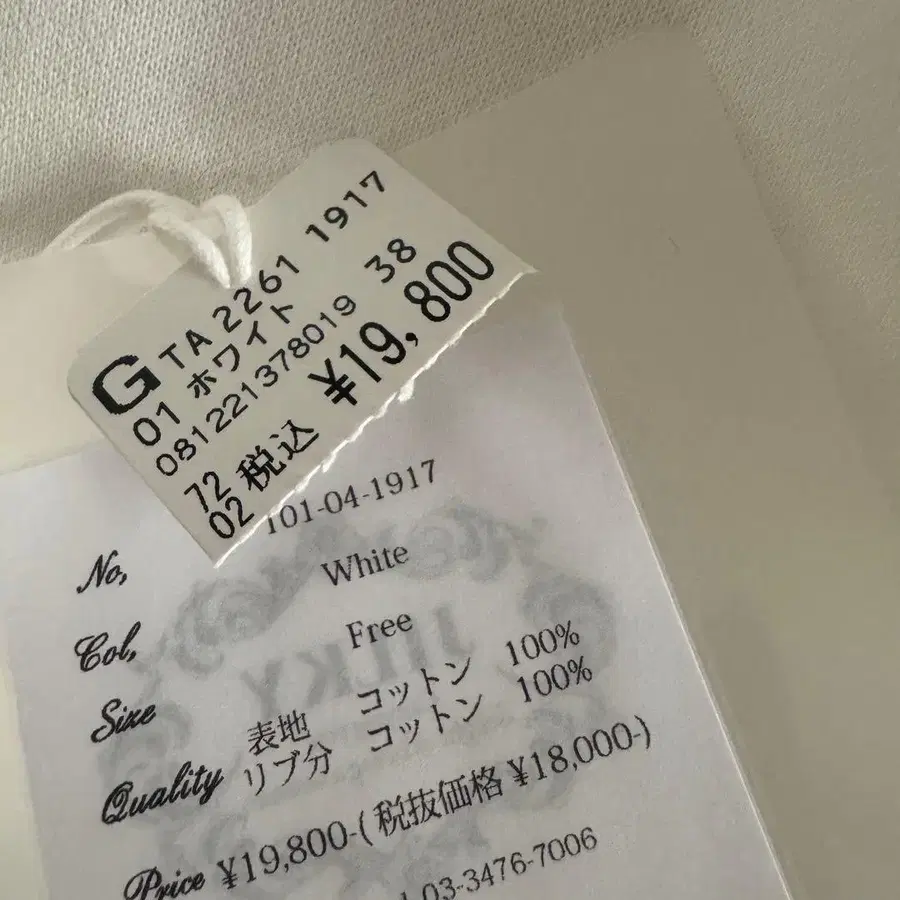 G TA 2261 1917
01 ホワイト
081221378019 38
72
02 税込 ¥19,800
No, 101-04-1917
Col, White
Size Free
Quality 表地 コットン 100%
リブ分 コットン 100%
Price ¥19,800-(税抜価格 ¥18,000-)
03-3476-7006